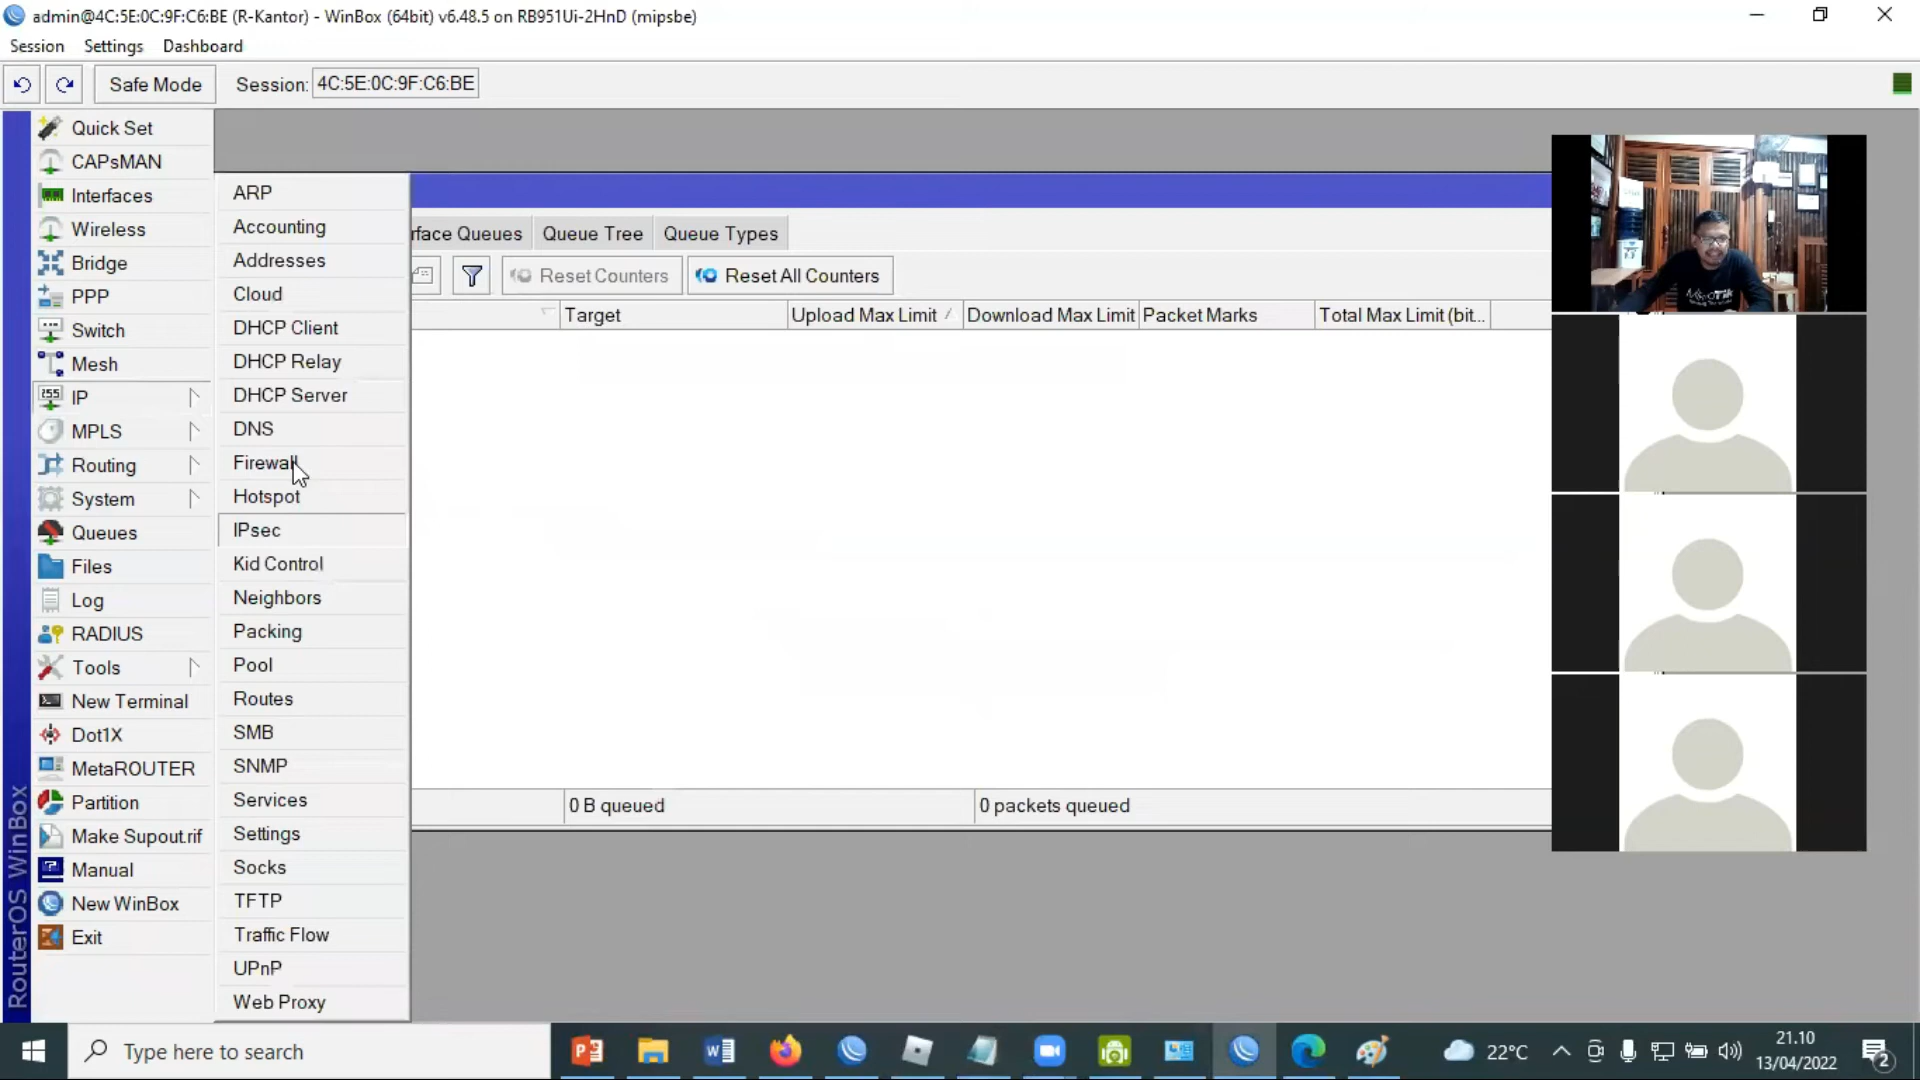 admin@4C:5E:0C:9F:C6:BE (R-Kantor) - WinBox (64bit) v6.48.5 on RB951Ui-2HnD (mipsbe)
Session Settings Dashboard
Safe Mode Session: 4C:5E:0C:9F:C6:BE
Quick Set
CAPsMAN
Interfaces
Wireless
Bridge
PPP
Switch
Mesh
IP
MPLS
Routing
System
Queues
Files
Log
RADIUS
Tools
New Terminal
Dot1X
MetaROUTER
Partition
Make Supout.rif
Manual
New WinBox
Exit
RouterOS WinBox
ARP
Accounting
Addresses
Cloud
DHCP Client
DHCP Relay
DHCP Server
DNS
Firewall
Hotspot
IPsec
Kid Control
Neighbors
Packing
Pool
Routes
SMB
SNMP
Services
Settings
Socks
TFTP
Traffic Flow
UPnP
Web Proxy
rface Queues Queue Tree Queue Types
Reset Counters Reset All Counters
Target Upload Max Limit Download Max Limit Packet Marks Total Max Limit (bit...
0 B queued 0 packets queued
MikroTik
Type here to search
22°C
21.10
13/04/2022
2